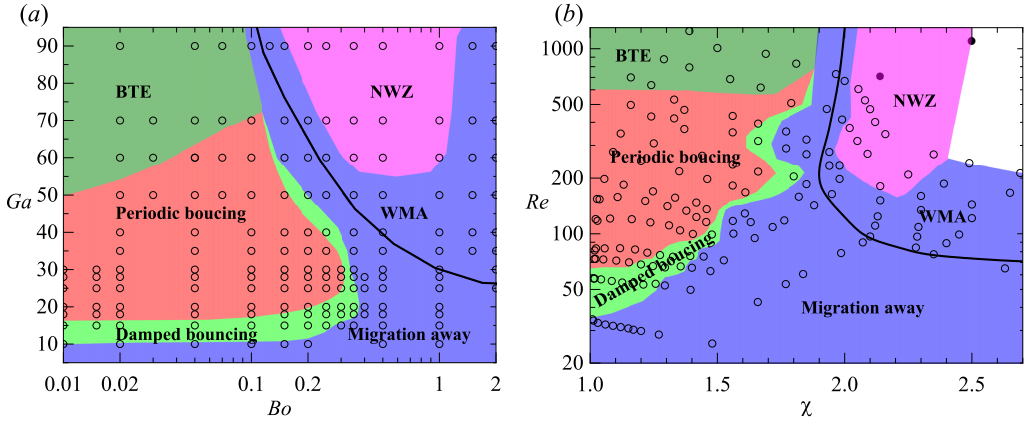 (a)
90
80
70
60
Ga
50
40
30
20
10
0.01
0.02
0.1
0.2
1
2
Bo
BTE
NWZ
Periodic boucing
WMA
Damped bouncing
Migration away
(b)
1000
500
200
Re
100
50
20
1.0
1.5
2.0
2.5
χ
BTE
NWZ
Periodic boucing
WMA
Damped boucing
Migration away